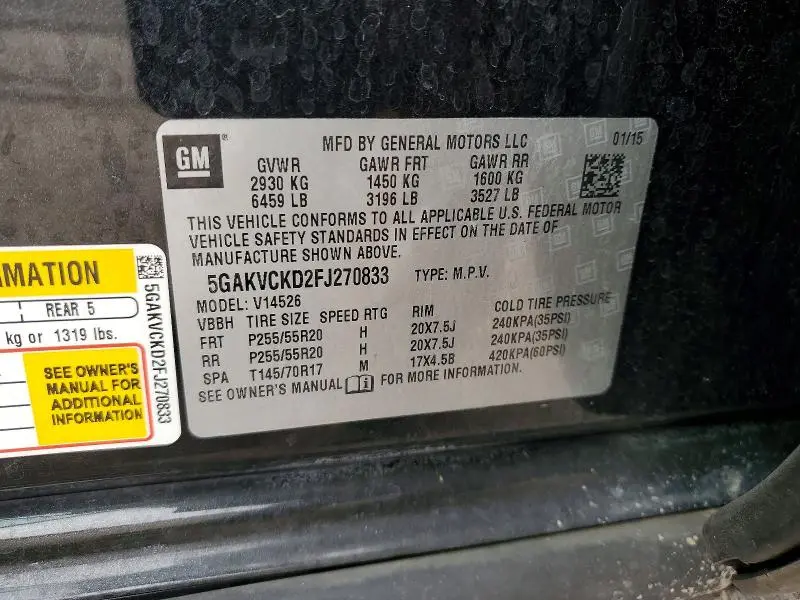 GM
MFD BY GENERAL MOTORS LLC 01/15
GVWR GAWR FRT GAWR RR
2930 KG 1450 KG 1600 KG
6459 LB 3196 LB 3527 LB
THIS VEHICLE CONFORMS TO ALL APPLICABLE U.S. FEDERAL MOTOR
VEHICLE SAFETY STANDARDS IN EFFECT ON THE DATE OF
MANUFACTURE SHOWN ABOVE.
5GAKVCKD2FJ270833 TYPE: M.P.V.
MODEL: V14526
VBBH TIRE SIZE SPEED RTG RIM COLD TIRE PRESSURE
FRT P255/55R20 H 20X7.5J 240KPA(35PSI)
RR P255/55R20 H 20X7.5J 240KPA(35PSI)
SPA T145/70R17 M 17X4.5B 420KPA(60PSI)
SEE OWNER'S MANUAL FOR MORE INFORMATION.
RMATION
REAR 5
kg or 1319 lbs.
SEE OWNER'S
MANUAL FOR
ADDITIONAL
INFORMATION
5GAKVCKD2FJ270833